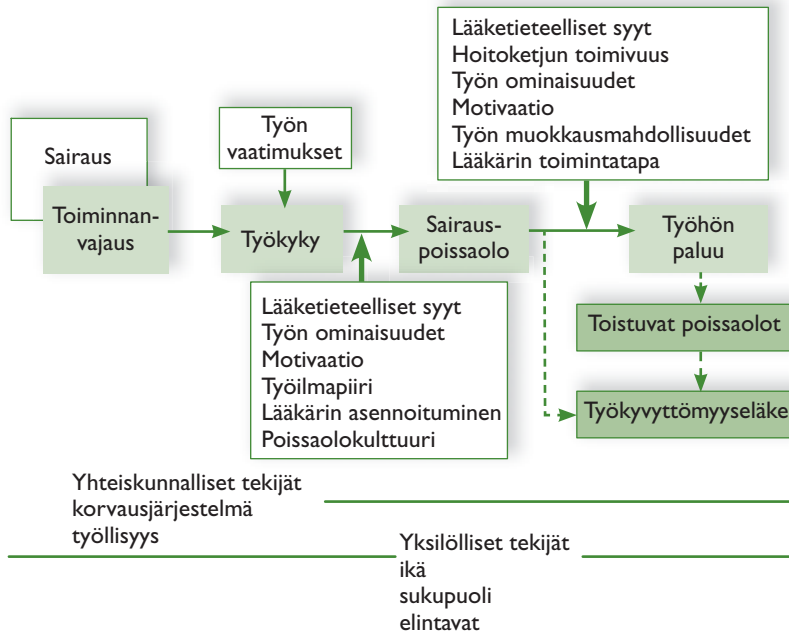 Lääketieteelliset syyt
Hoitoketjun toimivuus
Työn ominaisuudet
Motivaatio
Työn muokkausmahdollisuudet
Lääkärin toimintatapa
Työn
vaatimukset
Sairaus
Toiminnan-
vajaus
Työkyky
Sairaus-
poissaolo
Työhön
paluu
Lääketieteelliset syyt
Työn ominaisuudet
Motivaatio
Työilmapiiri
Lääkärin asennoituminen
Poissaolokulttuuri
Toistuvat poissaolot
Työkyvyttömyyseläke
Yhteiskunnalliset tekijät
korvausjärjestelmä
työllisyys
Yksilölliset tekijät
ikä
sukupuoli
elintavat